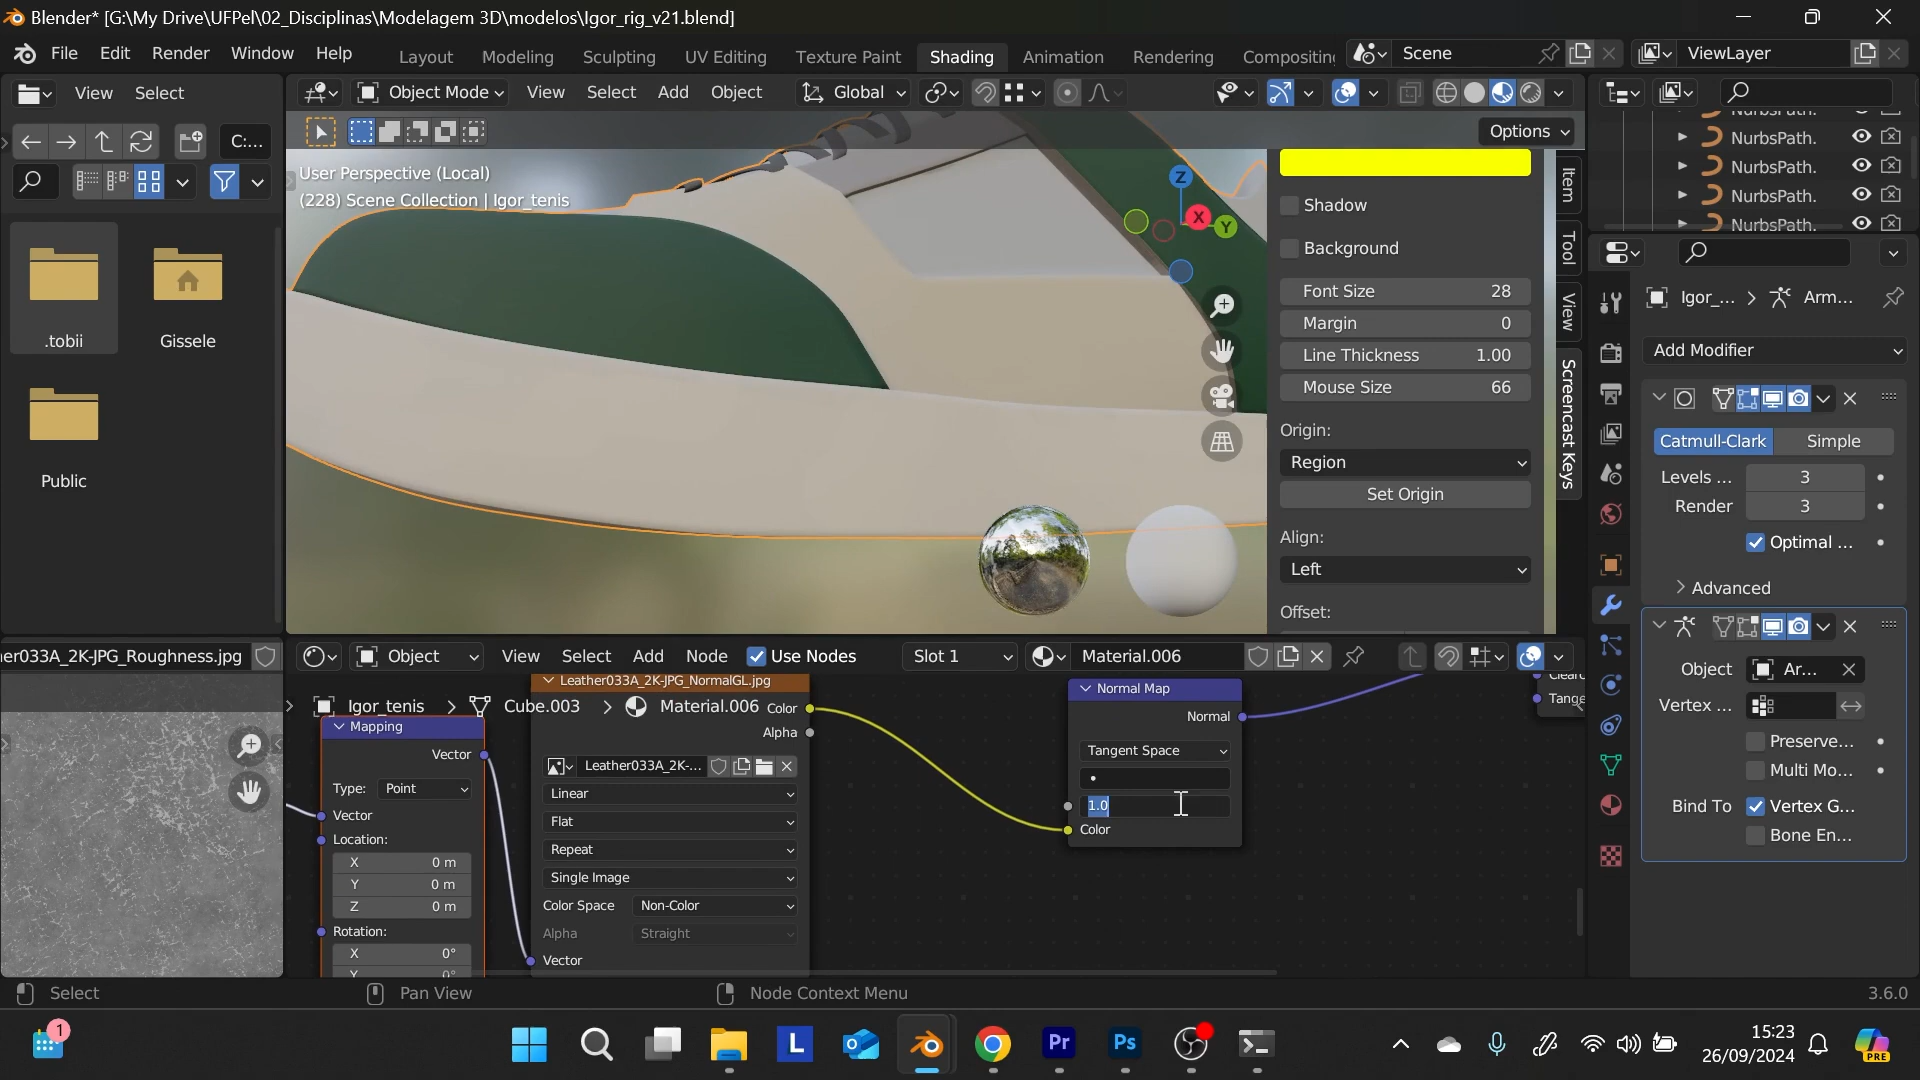 Blender* [G:\My Drive\UFPel\02_Disciplinas\Modelagem 3D\modelos\Igor_rig_v21.blend]
File Edit Render Window Help
Layout Modeling Sculpting UV Editing Texture Paint Shading Animation Rendering Compositing
Scene
ViewLayer
View Select
Object Mode View Select Add Object Global
Options
C:...
.tobii
Gissele
Public
User Perspective (Local)
(228) Scene Collection | Igor_tenis
Z
X
Y
Shadow
Background
Font Size 28
Margin 0
Line Thickness 1.00
Mouse Size 66
Origin:
Region
Set Origin
Align:
Left
Offset:
Item
Tool
View
Screencast Keys
NurbsPath.
NurbsPath.
NurbsPath.
NurbsPath.
Igor_... > Arm...
Add Modifier
Catmull-Clark Simple
Levels ... 3
Render 3
Optimal ...
Advanced
Object Ar...
Vertex ...
Preserve...
Multi Mo...
Bind To Vertex G...
Bone En...
er033A_2K-JPG_Roughness.jpg
Object View Select Add Node Use Nodes Slot 1 Material.006
Igor_tenis > Cube.003 > Material.006
Mapping
Vector
Type: Point
Vector
Location:
X 0 m
Y 0 m
Z 0 m
Rotation:
X 0°
Y 0°
Leather033A_2K-JPG_NormalGL.jpg
Color
Alpha
Leather033A_2K-...
Linear
Flat
Repeat
Single Image
Color Space Non-Color
Alpha Straight
Vector
Normal Map
Normal
Tangent Space
1.0
Color
Tange
Select
Pan View
Node Context Menu
3.6.0
1
L
Pr
Ps
15:23
26/09/2024
PRE